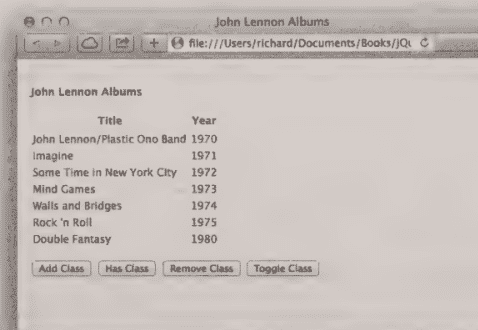 John Lennon Albums
file:///Users/richard/Documents/Books/jQu
John Lennon Albums
Title Year
John Lennon/Plastic Ono Band 1970
Imagine 1971
Some Time in New York City 1972
Mind Games 1973
Walls and Bridges 1974
Rock 'n Roll 1975
Double Fantasy 1980
Add Class Has Class Remove Class Toggle Class